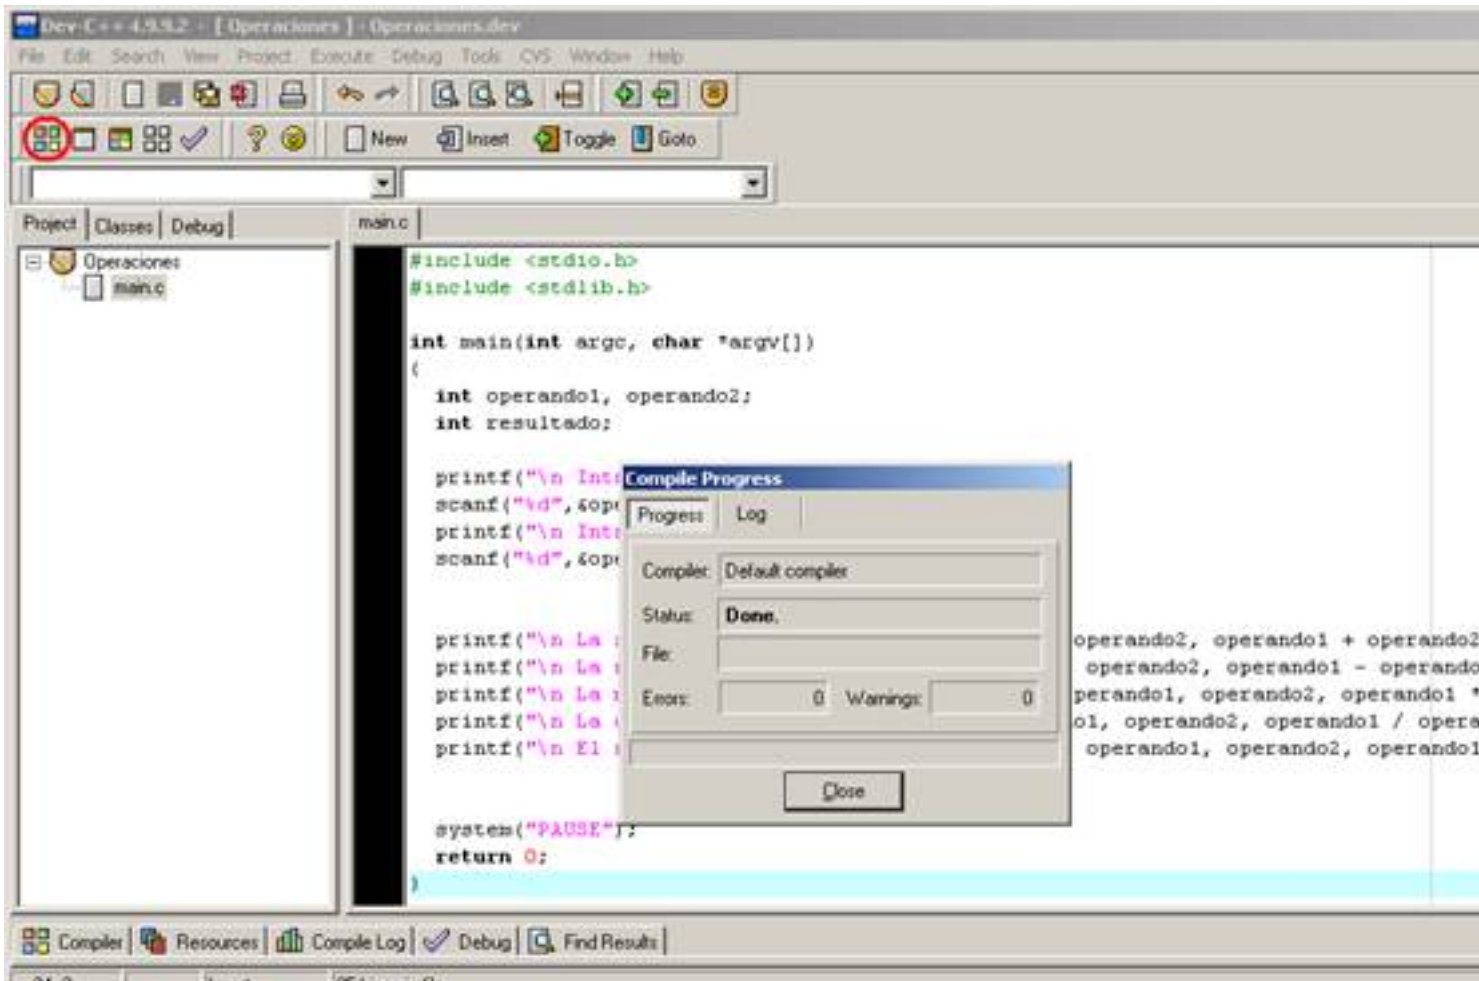 Dev-C++ 4.9.9.2 - [ Operaciones ] - Operaciones.dev
File Edit Search View Project Execute Debug Tools CVS Window Help
New Insert Toggle Goto
Project Classes Debug main.c
Operaciones
main.c
#include <stdio.h>
#include <stdlib.h>
int main(int argc, char *argv[])
{
int operando1, operando2;
int resultado;
printf("\n Int
scanf("%d",&ope
printf("\n Int
scanf("%d",&ope
printf("\n La
operando2, operando1 + operando2
printf("\n La
operando2, operando1 - operando
printf("\n La
perando1, operando2, operando1 *
printf("\n La
o1, operando2, operando1 / opera
printf("\n El
operando1, operando2, operando1
system("PAUSE");
return 0;
}
Compile Progress
Progress Log
Compiler: Default compiler
Status: Done.
File:
Errors: 0 Warnings: 0
Close
Compiler Resources Compile Log Debug Find Results